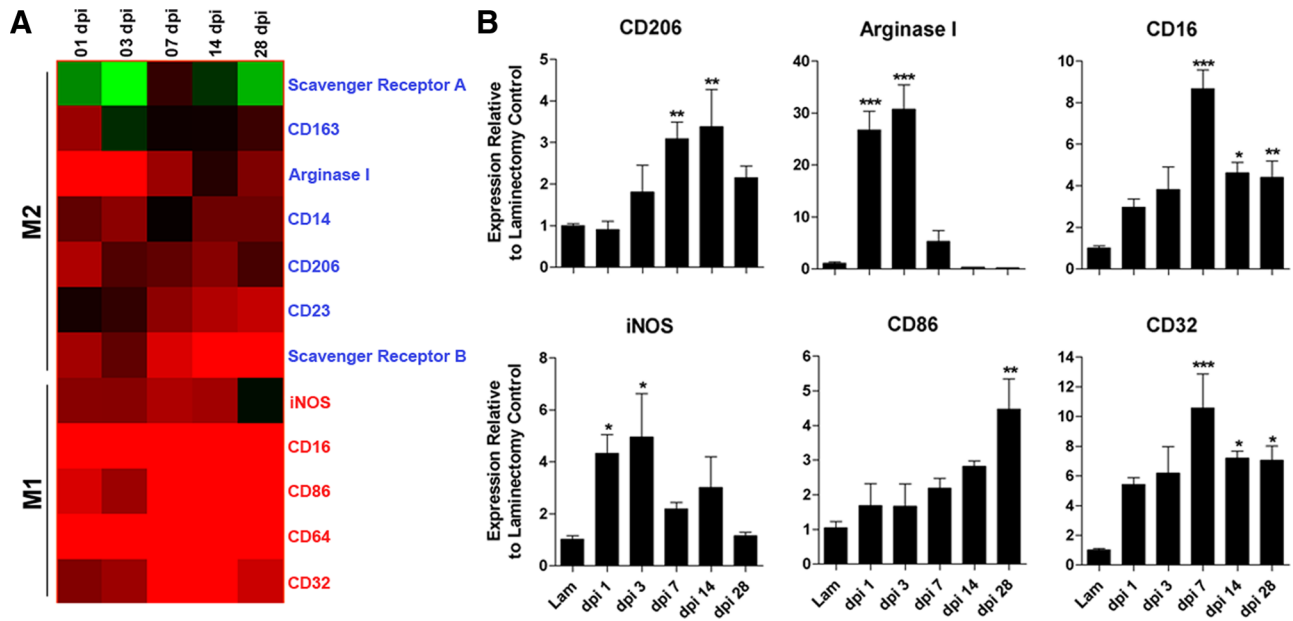 A
01 dpi
03 dpi
07 dpi
14 dpi
28 dpi
M2
Scavenger Receptor A
CD163
Arginase I
CD14
CD206
CD23
Scavenger Receptor B
M1
iNOS
CD16
CD86
CD64
CD32
B
CD206
Expression Relative
to Laminectomy Control
5
4
3
2
1
0
** **
Arginase I
40
30
20
10
0
*** ***
CD16
10
8
6
4
2
0
*** * **
iNOS
Expression Relative
to Laminectomy Control
8
6
4
2
0
* *
Lam dpi 1 dpi 3 dpi 7 dpi 14 dpi 28
CD86
6
5
4
3
2
1
0
**
Lam dpi 1 dpi 3 dpi 7 dpi 14 dpi 28
CD32
14
12
10
8
6
4
2
0
*** * *
Lam dpi 1 dpi 3 dpi 7 dpi 14 dpi 28